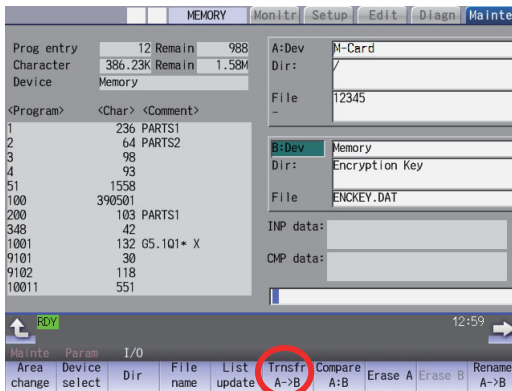 MEMORY Monitr Setup Edit Diagn Mainte
Prog entry 12 Remain 988
Character 386.23K Remain 1.58M
Device Memory
<Program> <Char> <Comment>
1 236 PARTS1
2 64 PARTS2
3 98
4 93
51 1558
100 390501
200 103 PARTS1
348 42
1001 132 G5.1Q1* X
9101 30
9102 118
10011 551
A:Dev M-Card
Dir: /
File 12345
-
B:Dev Memory
Dir: Encryption Key
File ENCKEY.DAT
INP data:
CMP data:
RDY 12:59
Mainte Param I/O
Area change Device select Dir File name List update Trnsfr A->B Compare A:B Erase A Erase B Rename A->B